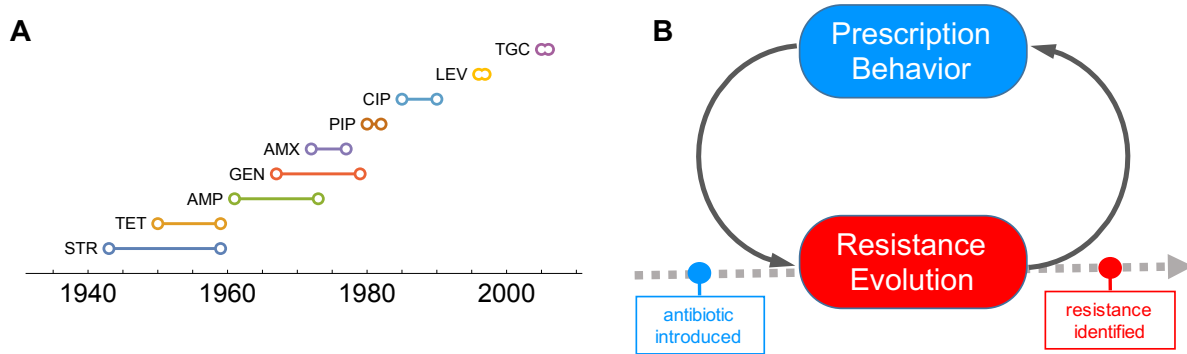 A
TGC
LEV
CIP
PIP
AMX
GEN
AMP
TET
STR
1940
1960
1980
2000
B
Prescription
Behavior
Resistance
Evolution
antibiotic
introduced
resistance
identified